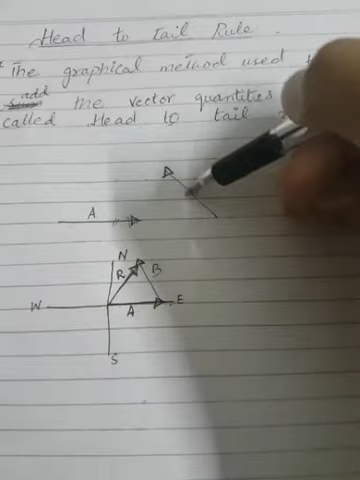 Head to tail Rule.
* The graphical method used
add
the vector quantities
called Head to tail
A
N
R B
W E
A
S